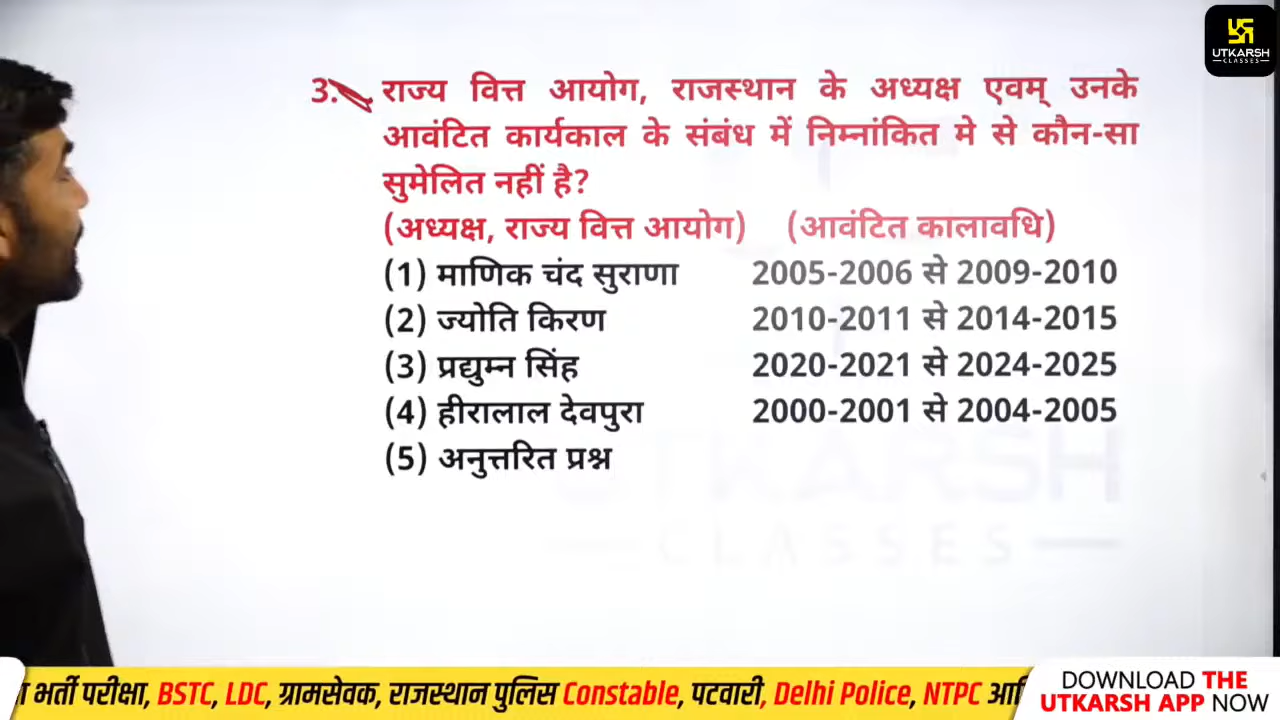 UTKARSH
CLASSES
3. राज्य वित्त आयोग, राजस्थान के अध्यक्ष एवम् उनके
आवंटित कार्यकाल के संबंध में निम्नांकित मे से कौन-सा
सुमेलित नहीं है?
(अध्यक्ष, राज्य वित्त आयोग) (आवंटित कालावधि)
(1) माणिक चंद सुराणा 2005-2006 से 2009-2010
(2) ज्योति किरण 2010-2011 से 2014-2015
(3) प्रद्युम्न सिंह 2020-2021 से 2024-2025
(4) हीरालाल देवपुरा 2000-2001 से 2004-2005
(5) अनुत्तरित प्रश्न
UTKARSH
CLASSES
भर्ती परीक्षा, BSTC, LDC, ग्रामसेवक, राजस्थान पुलिस Constable, पटवारी, Delhi Police, NTPC
DOWNLOAD THE
UTKARSH APP NOW